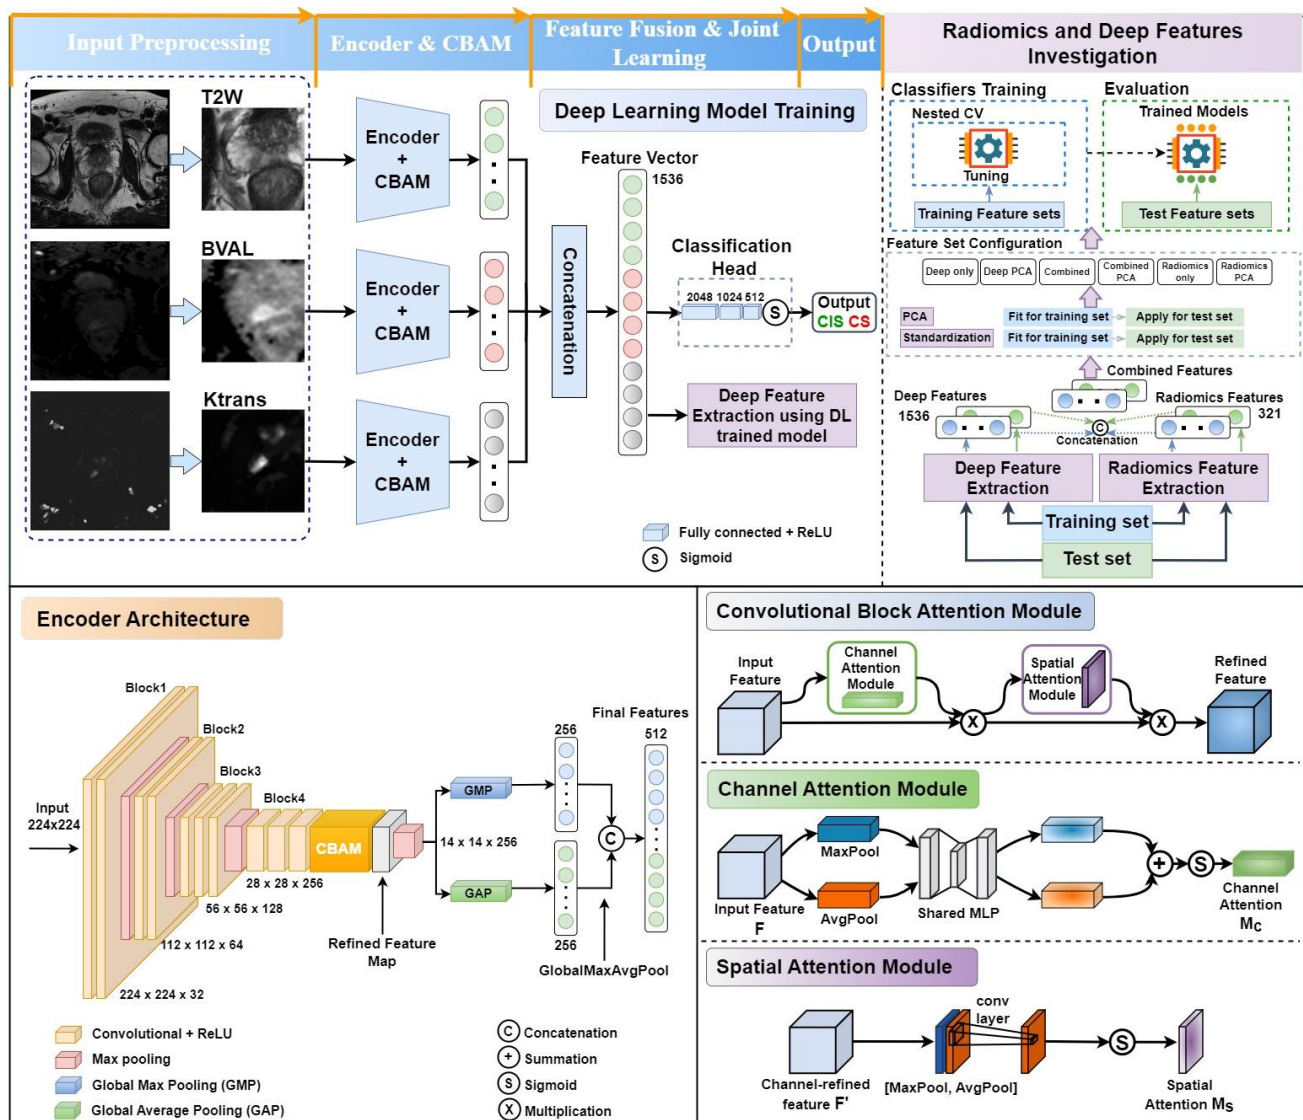 Input Preprocessing
Encoder & CBAM
Feature Fusion & Joint
Learning
Output
T2W
BVAL
Ktrans
Encoder
+
CBAM
Encoder
+
CBAM
Encoder
+
CBAM
Deep Learning Model Training
Concatenation
Feature Vector
1536
Classification
Head
2048 1024 512
S
Output
CIS CS
Deep Feature
Extraction using DL
trained model
Fully connected + ReLU
S Sigmoid
Radiomics and Deep Features
Investigation
Classifiers Training
Nested CV
Tuning
Training Feature sets
Evaluation
Trained Models
Test Feature sets
Feature Set Configuration
Deep only
Deep PCA
Combined
Combined
PCA
Radiomics
only
Radiomics
PCA
PCA
Fit for training set
Apply for test set
Standardization
Fit for training set
Apply for test set
Combined Features
Deep Features
1536
Radiomics Features
321
C
Concatenation
Deep Feature
Extraction
Radiomics Feature
Extraction
Training set
Test set
Encoder Architecture
Input
224x224
Block1
Block2
Block3
Block4
CBAM
224 x 224 x 32
112 x 112 x 64
56 x 56 x 128
28 x 28 x 256
14 x 14 x 256
Refined Feature
Map
GMP
GAP
256
256
C
GlobalMaxAvgPool
Final Features
512
Convolutional + ReLU
Max pooling
Global Max Pooling (GMP)
Global Average Pooling (GAP)
C Concatenation
+ Summation
S Sigmoid
X Multiplication
Convolutional Block Attention Module
Input
Feature
Channel
Attention
Module
X
Spatial
Attention
Module
X
Refined
Feature
Channel Attention Module
Input Feature
F
MaxPool
AvgPool
Shared MLP
+
S
Channel
Attention
Mc
Spatial Attention Module
Channel-refined
feature F'
conv
layer
[MaxPool, AvgPool]
S
Spatial
Attention Ms